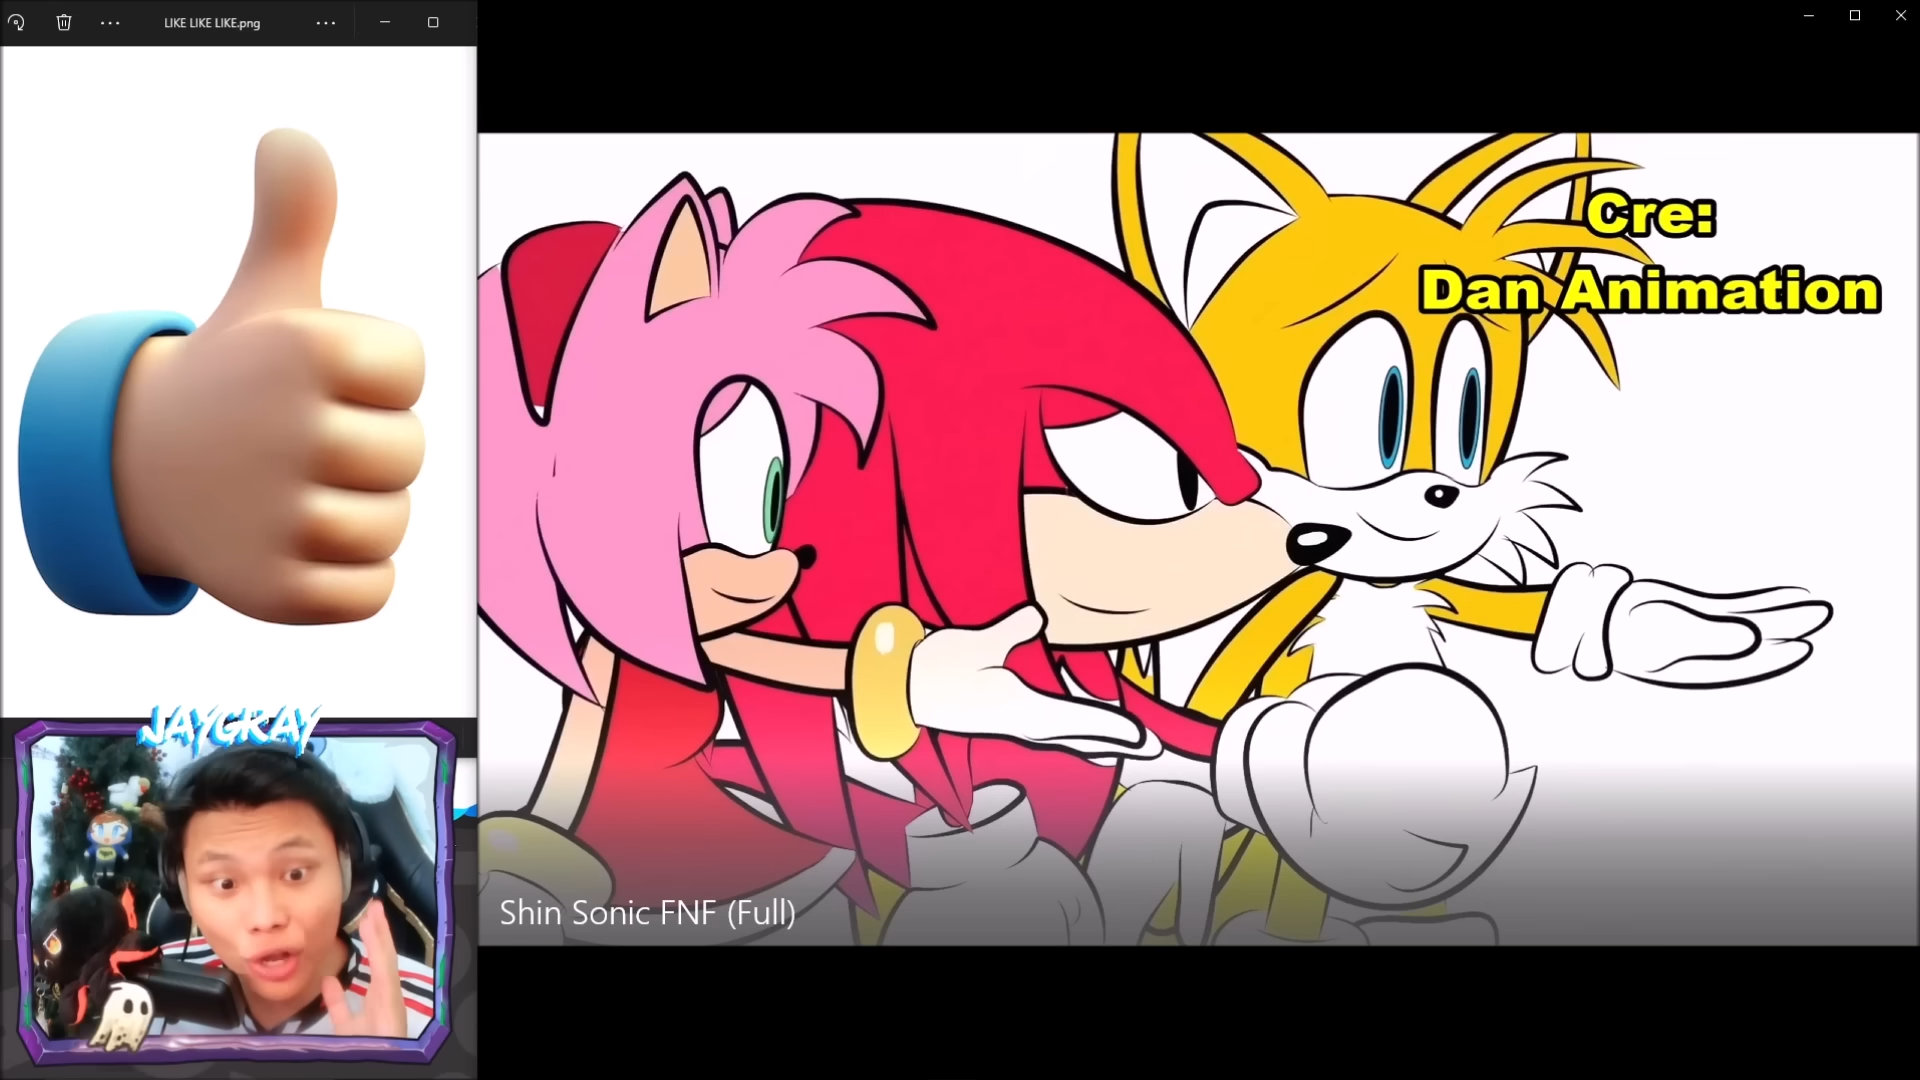 LIKE LIKE LIKE.png
Cre:
Dan Animation
JAYGRAY
Shin Sonic FNF (Full)